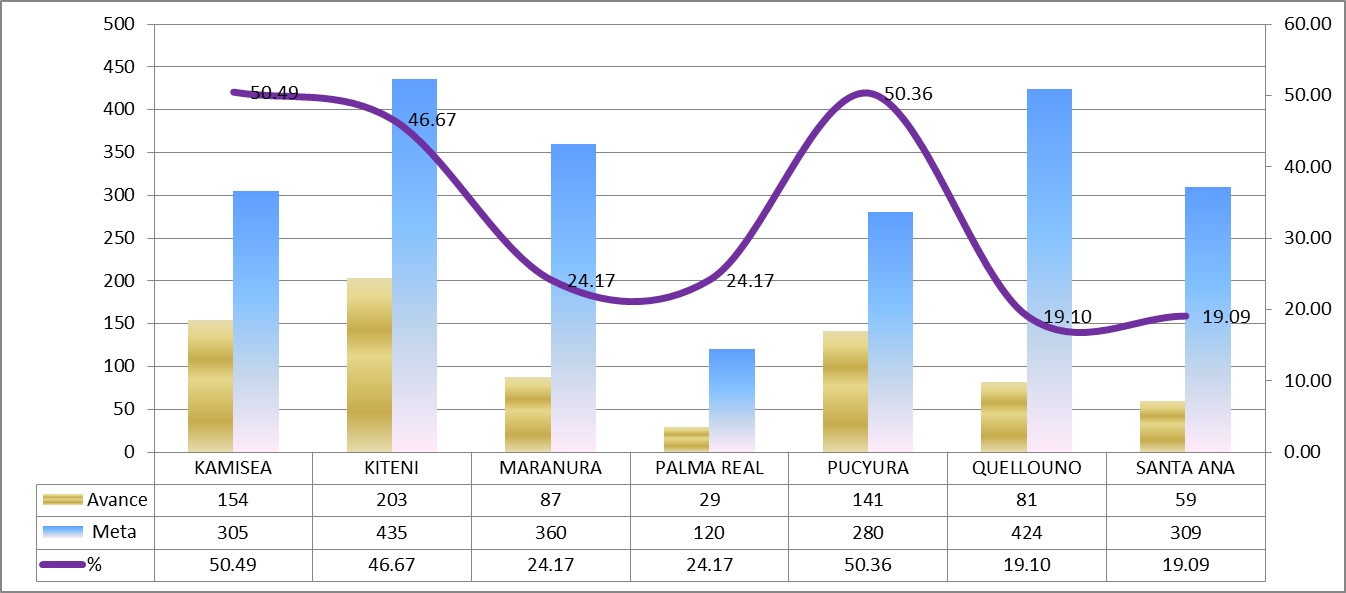 500 60.00
450
50.49 50.36 50.00
400
46.67
350
40.00
300
250 30.00
200 24.17 24.17
150 19.10 19.09 20.00
100
10.00
50
0 0.00
KAMISEA KITENI MARANURA PALMA REAL PUCYURA QUELLOUNO SANTA ANA
Avance 154 203 87 29 141 81 59
Meta 305 435 360 120 280 424 309
% 50.49 46.67 24.17 24.17 50.36 19.10 19.09